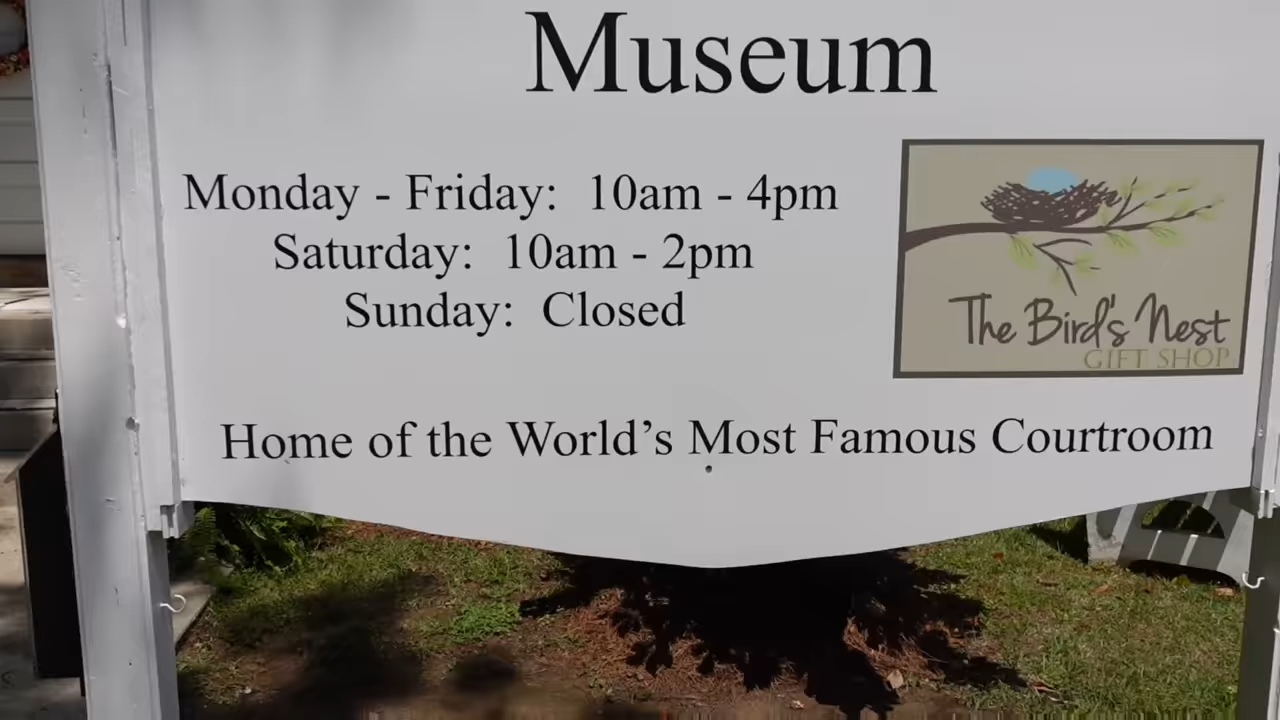 Museum
Monday - Friday: 10am - 4pm
Saturday: 10am - 2pm
Sunday: Closed
The Bird's Nest
GIFT SHOP
Home of the World’s Most Famous Courtroom